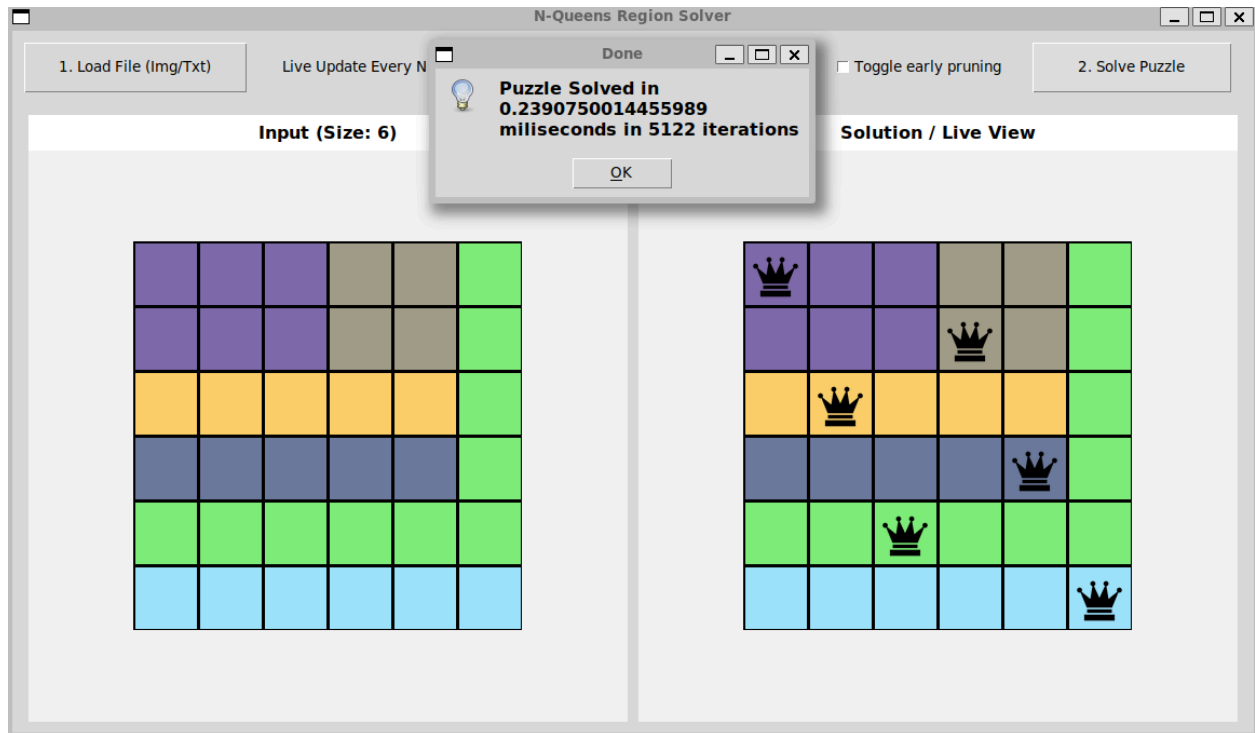 N-Queens Region Solver
1. Load File (Img/Txt)
Live Update Every N
Done
Toggle early pruning
2. Solve Puzzle
Puzzle Solved in
0.2390750014455989
miliseconds in 5122 iterations
OK
Input (Size: 6)
Solution / Live View